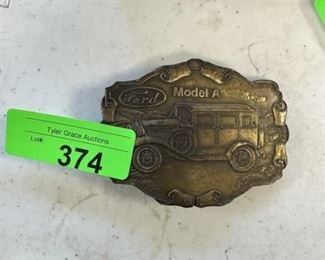 Tyler Grace Auctions
Lot#:
374
Ford
Model A